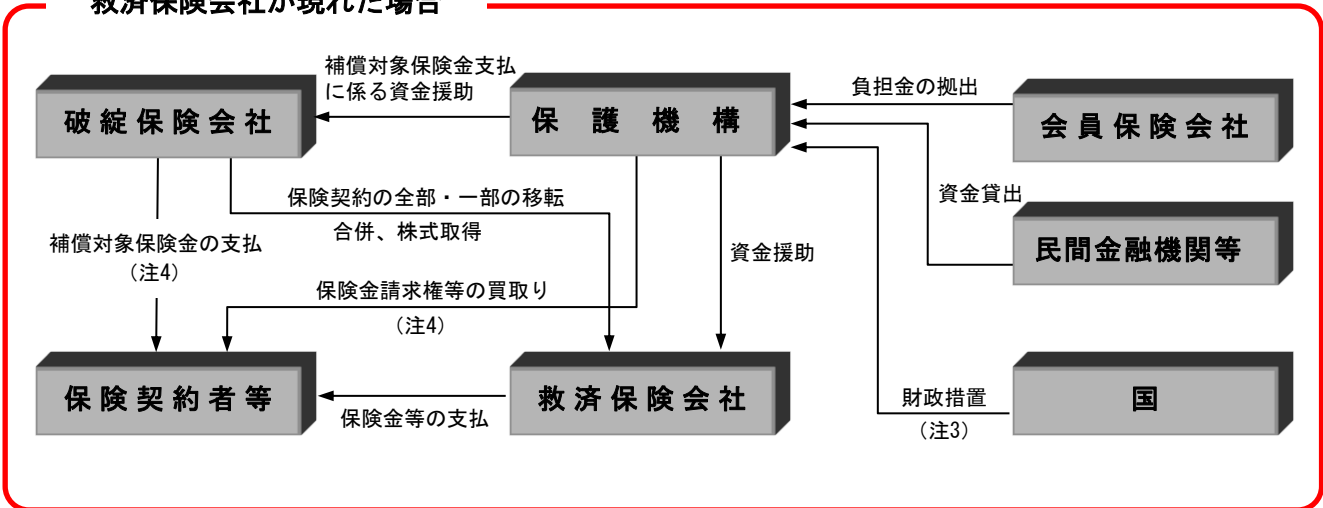 救済保険会社が現れた場合
補償対象保険金支払
に係る資金援助
負担金の拠出
破綻保険会社
保護機構
会員保険会社
資金貸出
保険契約の全部・一部の移転
合併、株式取得
補償対象保険金の支払
（注4）
資金援助
民間金融機関等
保険金請求権等の買取り
（注4）
保険契約者等
救済保険会社
保険金等の支払
財政措置
（注3）
国